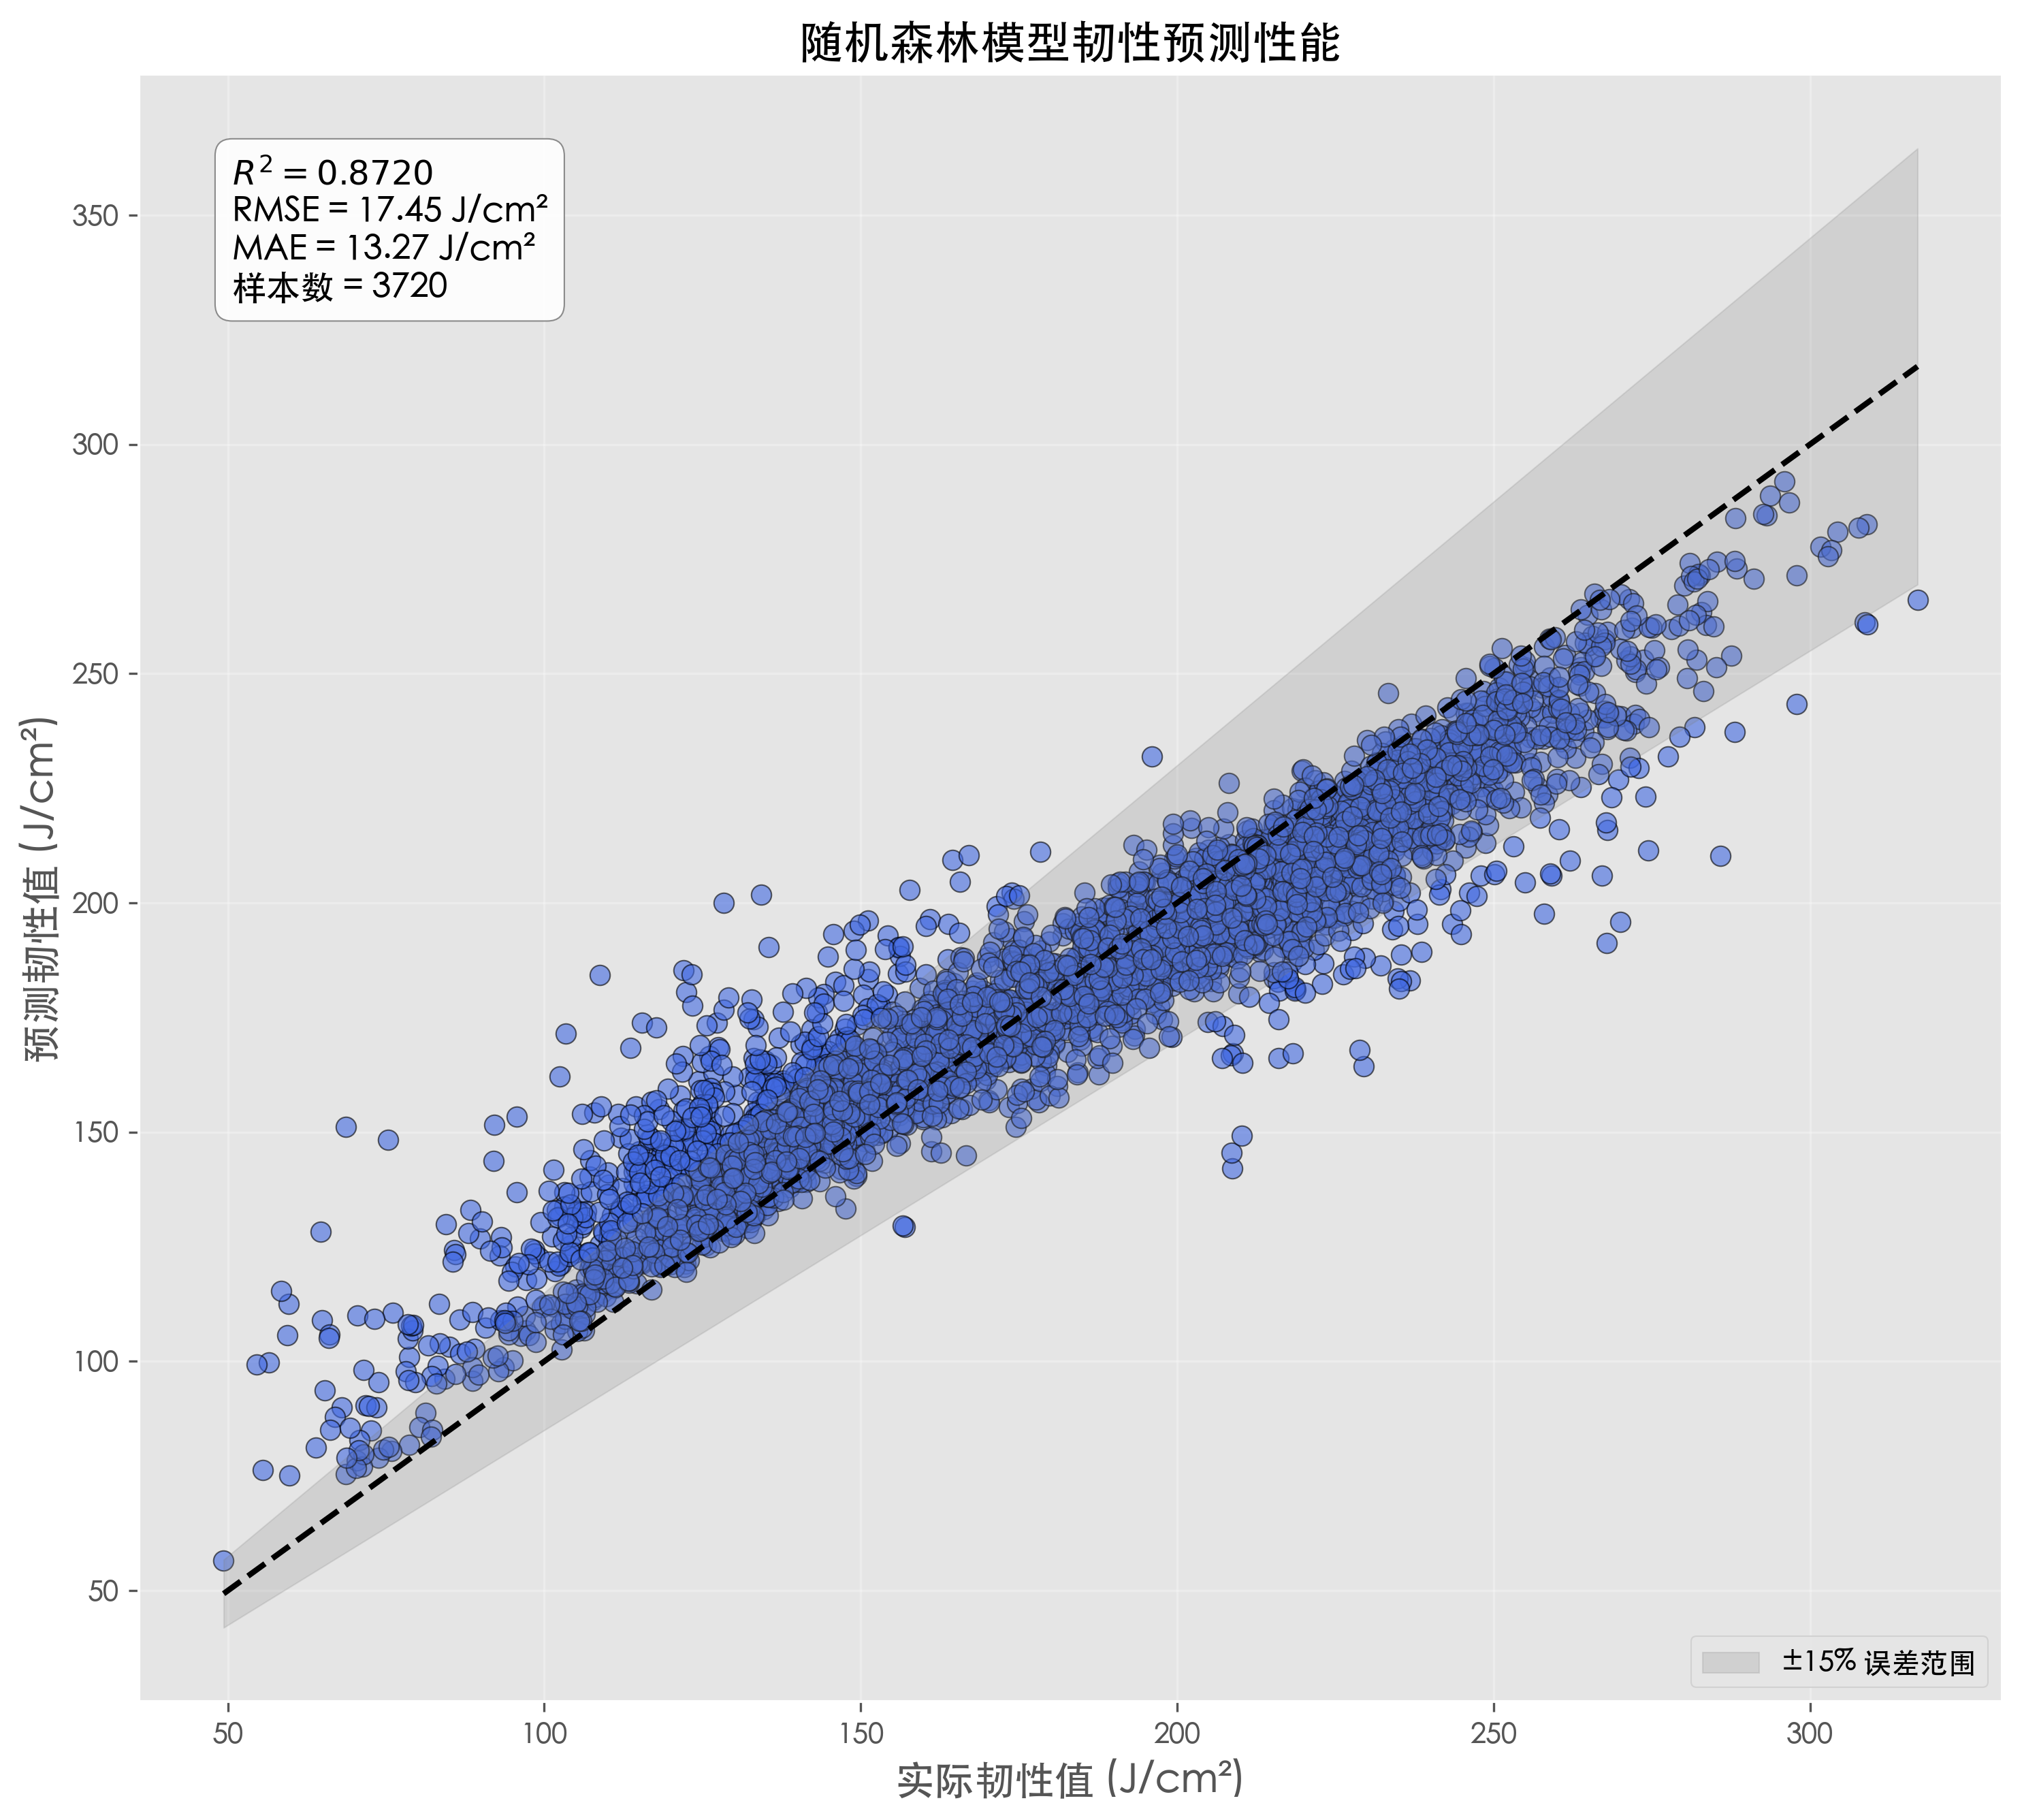 随机森林模型韧性预测性能
R² = 0.8720
RMSE = 17.45 J/cm²
MAE = 13.27 J/cm²
样本数 = 3720
预测韧性值 (J/cm²)
350
300
250
200
150
100
50
50 100 150 200 250 300
实际韧性值 (J/cm²)
±15% 误差范围